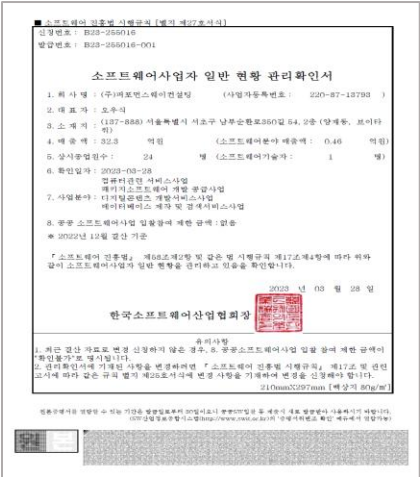 ■ 소프트웨어 진흥법 시행규칙 [별지 제27호서식]
신청번호 : B23-255016
발급번호 : B23-255016-001
소프트웨어사업자 일반 현황 관리확인서
1. 회 사 명 : (주)퍼포먼스웨이컨설팅 (사업자등록번호 : 220-87-13793 )
2. 대 표 자 : 오우식
3. 소 재 지 : (137-888) 서울특별시 서초구 남부순환로350길 54, 2층 (양재동, 브이타워)
4. 매 출 액 : 32.3 억원 (소프트웨어분야 매출액 : 0.46 억원)
5. 상시종업원수 : 24 명 (소프트웨어기술자 : 1 명)
6. 확인일자 : 2023-03-28
컴퓨터관련 서비스사업
패키지소프트웨어 개발 공급사업
7. 사업분야 : 디지털콘텐츠 개발서비스사업
데이터베이스 제작 및 검색서비스사업
8. 공공 소프트웨어사업 입찰참여 제한 금액 : 없음
※ 2022년 12월 결산 기준
『 소프트웨어 진흥법 』 제58조제2항 및 같은 법 시행규칙 제17조제4항에 따라 위와
같이 소프트웨어사업자 일반 현황을 관리하고 있음을 확인합니다.
2023 년 03 월 28 일
한국소프트웨어산업협회장
유의사항
1. 최근 결산 자료로 변경 신청하지 않은 경우, 8. 공공소프트웨어사업 입찰 참여 제한 금액이
"확인불가"로 명시됩니다.
2. 관리확인서에 기재된 사항을 변경하려면 『 소프트웨어 진흥법 시행규칙 』 제17조 및 관련
고시에 따라 같은 규칙 별지 제25호서식에 변경 사항을 기재하여 변경을 신청해야 합니다.
210mmX297mm [백상지 80g/㎡]